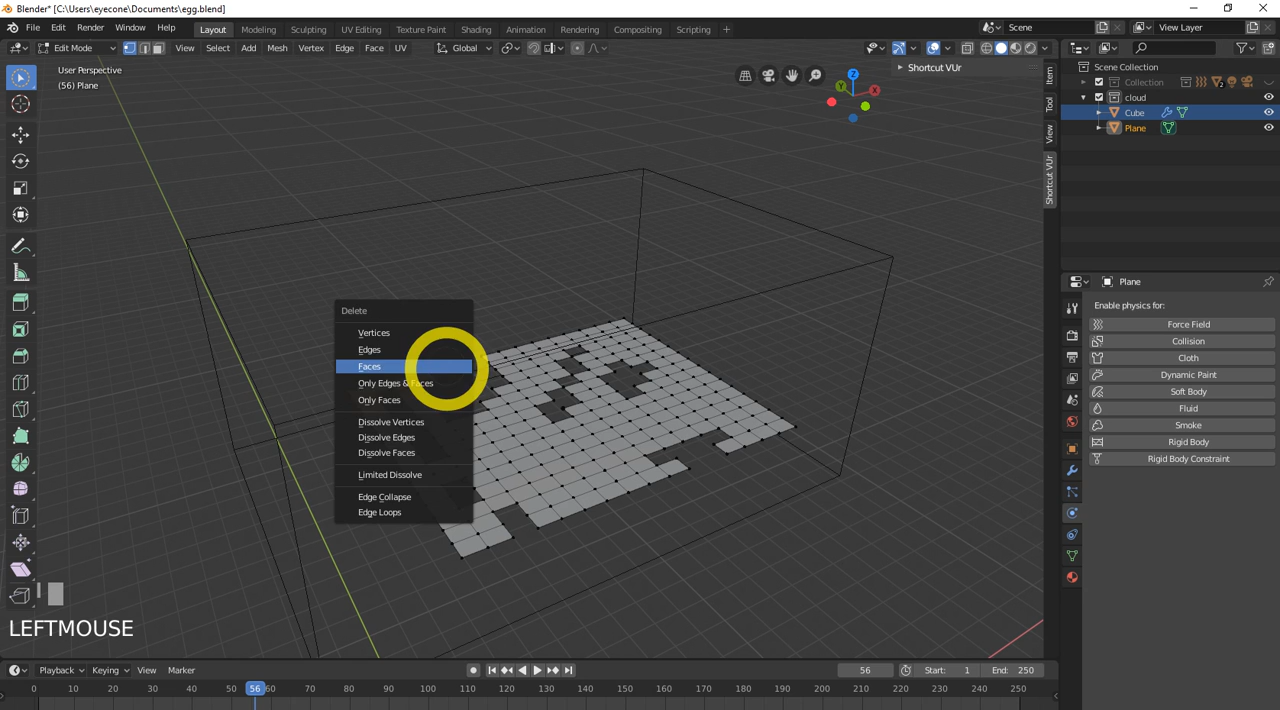 Blender* [C:\Users\eyecone\Documents\egg.blend]
File Edit Render Window Help Layout Modeling Sculpting UV Editing Texture Paint Shading Animation Rendering Compositing Scripting + Scene View Layer
Edit Mode View Select Add Mesh Vertex Edge Face UV Global
User Perspective
(56) Plane
Shortcut VUr
Item
Tool
View
Shortcut VUr
Z
Y
X
Scene Collection
Collection 2
cloud
Cube
Plane
Plane
Enable physics for:
Force Field
Collision
Cloth
Dynamic Paint
Soft Body
Fluid
Smoke
Rigid Body
Rigid Body Constraint
Delete
Vertices
Edges
Faces
Only Edges & Faces
Only Faces
Dissolve Vertices
Dissolve Edges
Dissolve Faces
Limited Dissolve
Edge Collapse
Edge Loops
LEFTMOUSE
Playback Keying View Marker 56 Start: 1 End: 250
0 10 20 30 40 50 56 60 70 80 90 100 110 120 130 140 150 160 170 180 190 200 210 220 230 240 250